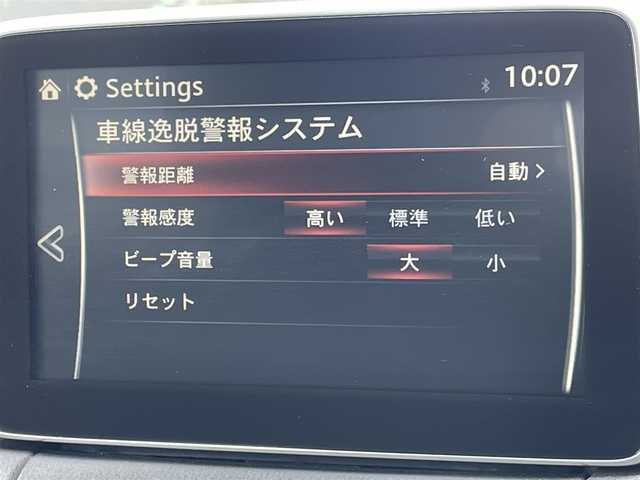 Settings 10:07
車線逸脱警報システム
警報距離 自動
警報感度 高い 標準 低い
ビープ音量 大 小
リセット